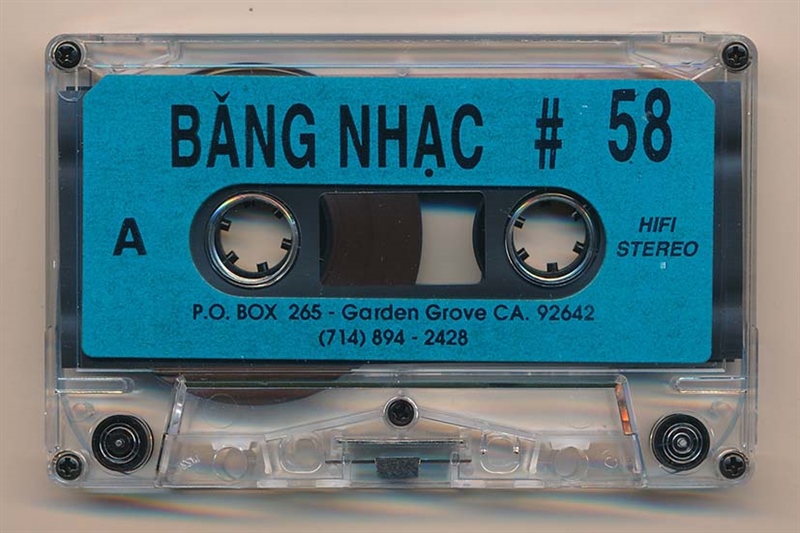 BĂNG NHẠC # 58
A
HIFI
STEREO
P.O. BOX 265 - Garden Grove CA. 92642
(714) 894 - 2428